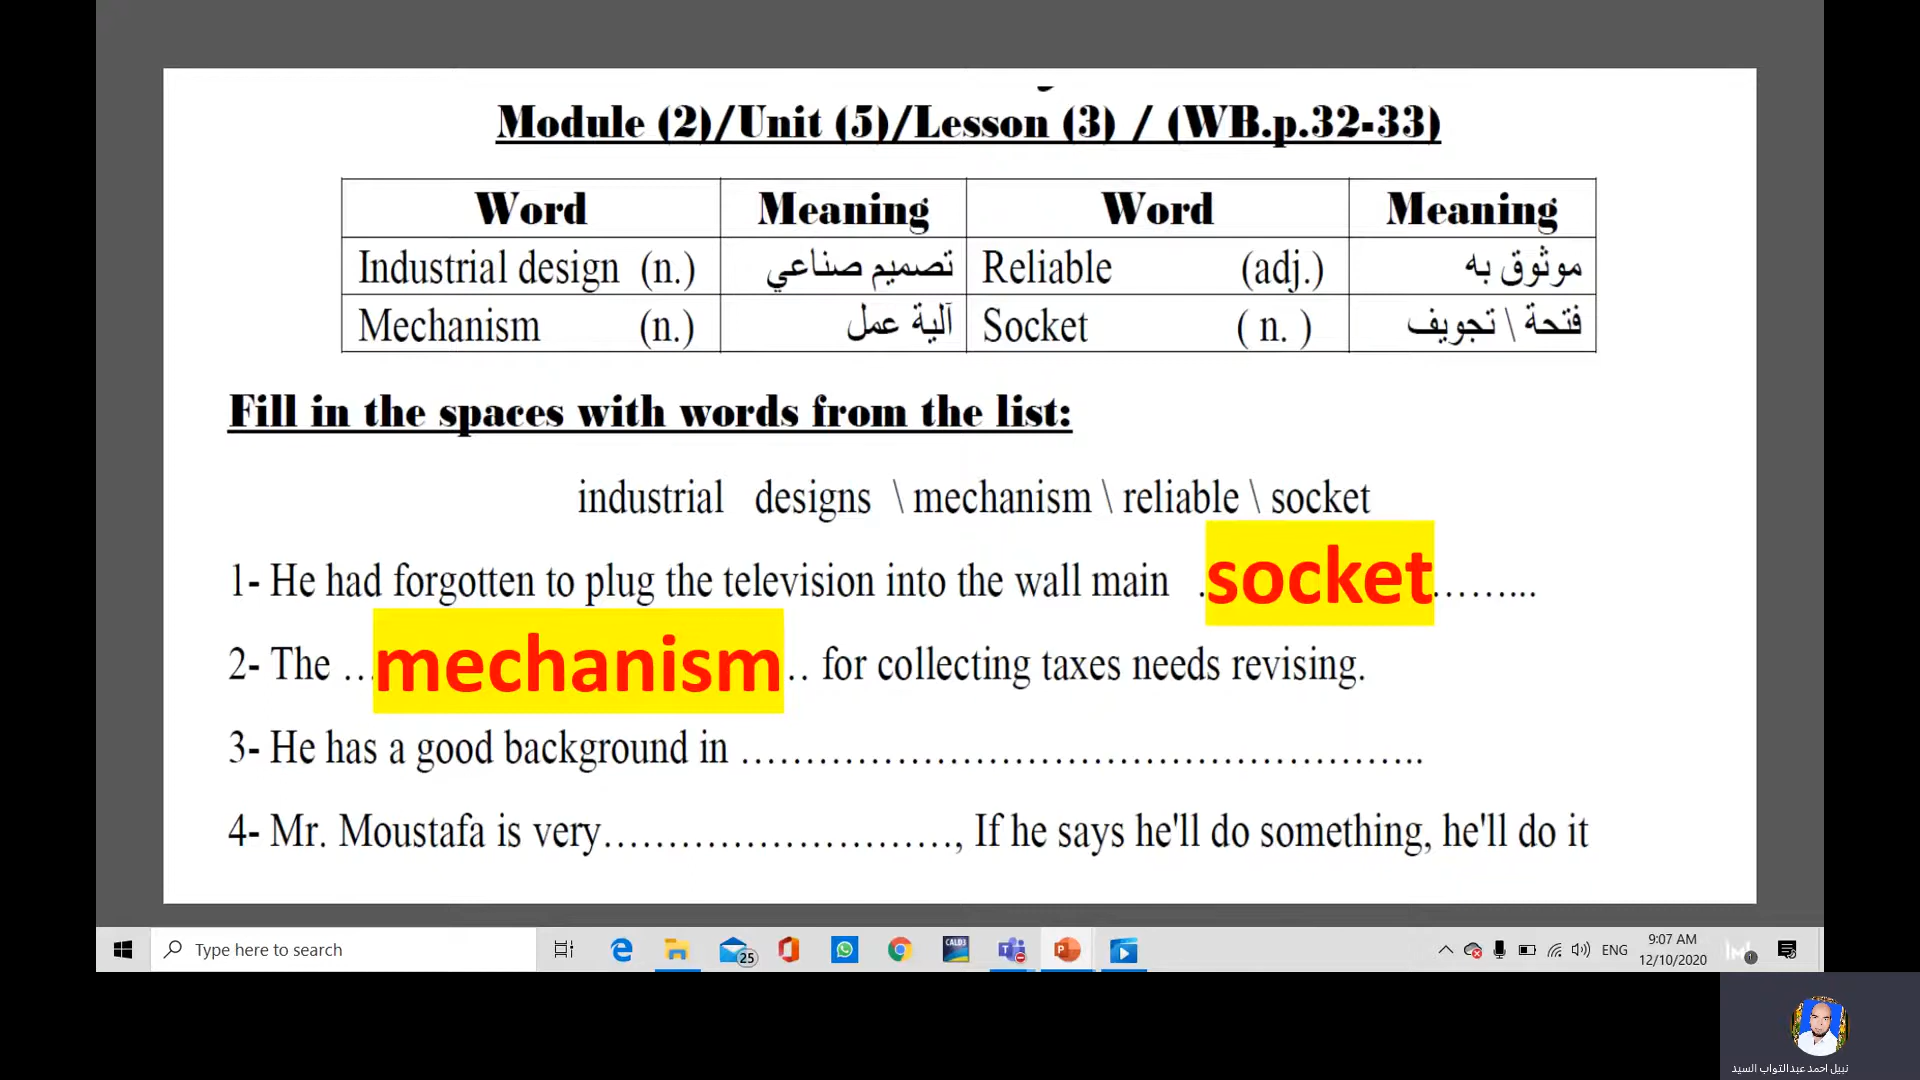 Module (2)/Unit (5)/Lesson (3) / (WB.p.32-33)
Word Meaning Word Meaning
Industrial design (n.) تصميم صناعي Reliable (adj.) موثوق به
Mechanism (n.) آلية عمل Socket ( n. ) فتحة \ تجويف
Fill in the spaces with words from the list:
industrial designs \ mechanism \ reliable \ socket
1- He had forgotten to plug the television into the wall main .socket………...
2- The …mechanism.. for collecting taxes needs revising.
3- He has a good background in ……………………………………………..
4- Mr. Moustafa is very………………………, If he says he'll do something, he'll do it
Type here to search
25
CALD3
ENG
9:07 AM
12/10/2020
نبيل احمد عبدالتواب السيد